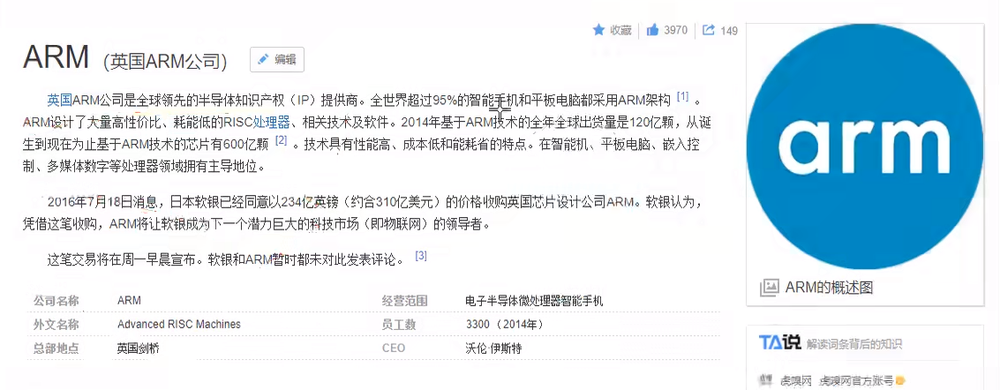 收藏 3970 149
ARM （英国ARM公司） 编辑
英国ARM公司是全球领先的半导体知识产权（IP）提供商。全世界超过95%的智能手机和平板电脑都采用ARM架构 [1] 。
ARM设计了大量高性价比、耗能低的RISC处理器、相关技术及软件。2014年基于ARM技术的全年全球出货量是120亿颗，从诞
生到现在为止基于ARM技术的芯片有600亿颗 [2] 。技术具有性能高、成本低和能耗省的特点。在智能机、平板电脑、嵌入控
制、多媒体数字等处理器领域拥有主导地位。
2016年7月18日消息，日本软银已经同意以234亿英镑（约合310亿美元）的价格收购英国芯片设计公司ARM。软银认为，
凭借这笔收购，ARM将让软银成为下一个潜力巨大的科技市场（即物联网）的领导者。
这笔交易将在周一早晨宣布。软银和ARM暂时都未对此发表评论。 [3]
公司名称 ARM 经营范围 电子半导体微处理器智能手机
外文名称 Advanced RISC Machines 员工数 3300（2014年）
总部地点 英国剑桥 CEO 沃伦·伊斯特
arm
ARM的概述图
TA说 解读词条背后的知识
虎嗅网 虎嗅网官方账号